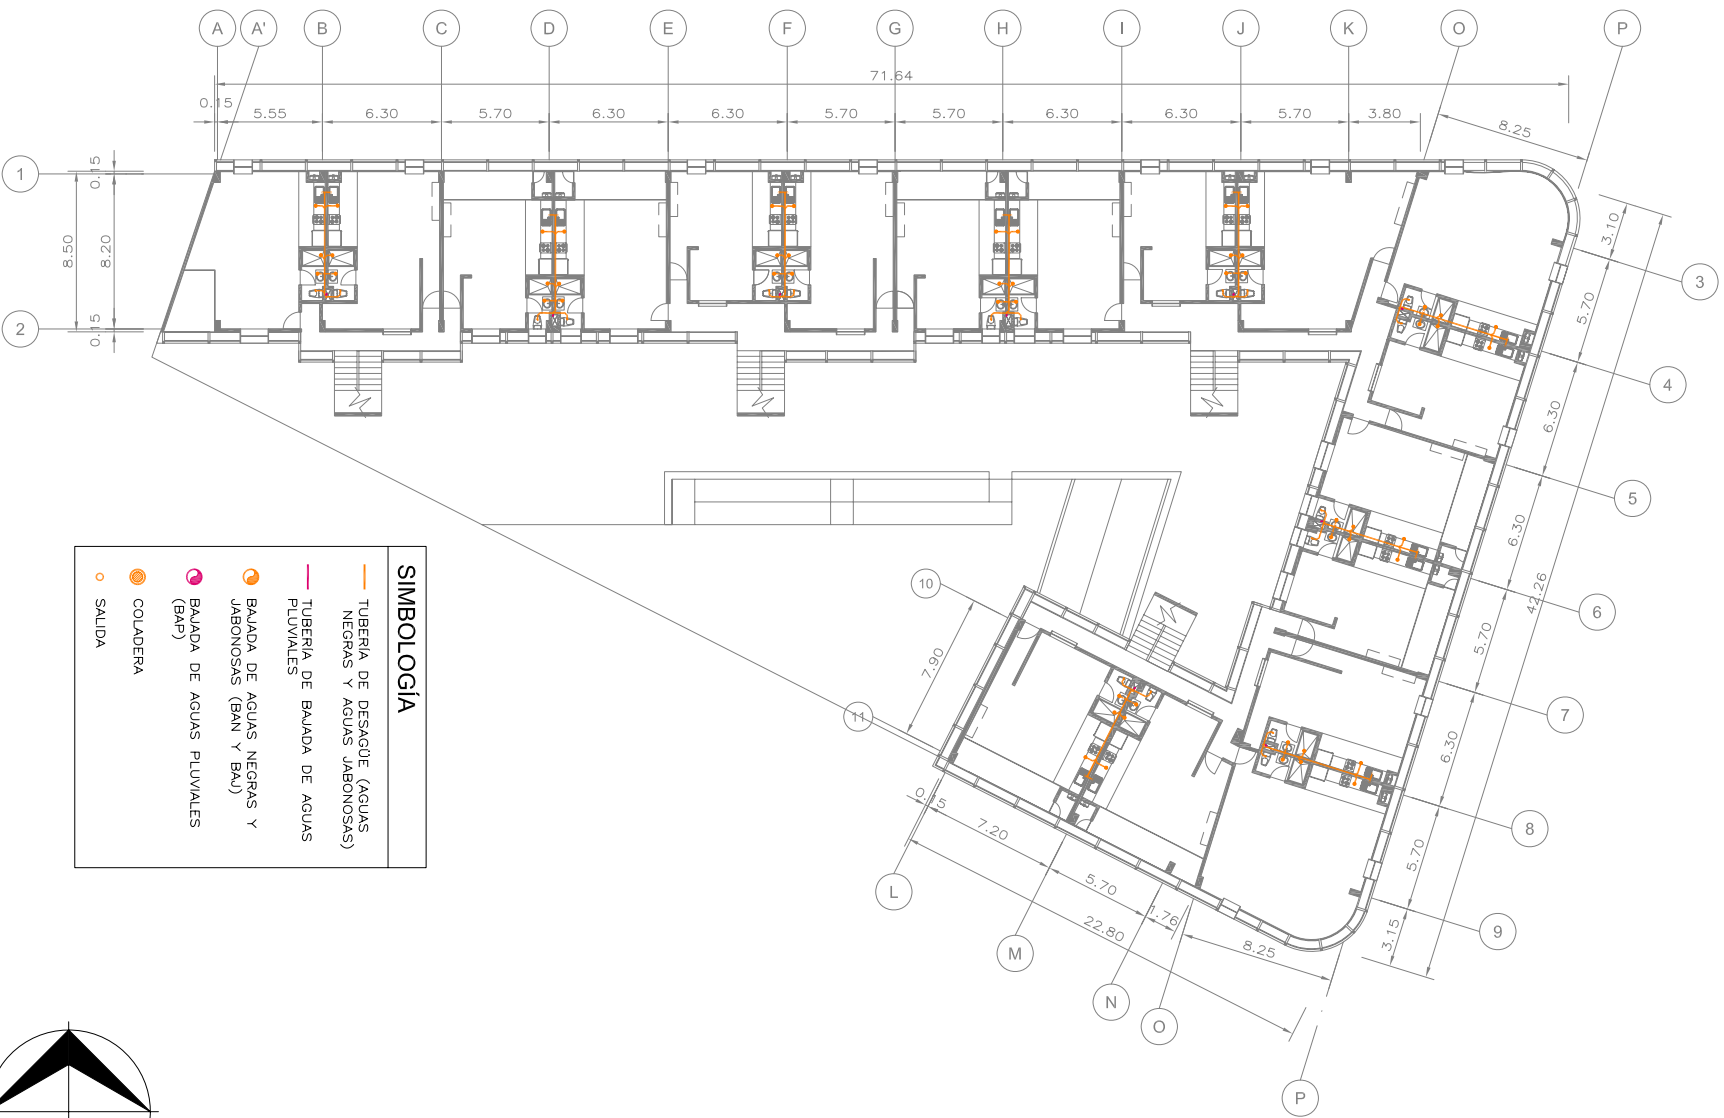 A A' B C D E F G H I J K O P
71.64
0.15 5.55 6.30 5.70 6.30 6.30 5.70 5.70 6.30 6.30 5.70 3.80 8.25
1
2
0.15
8.50 8.20
0.15
3.10
5.70
6.30
6.30
42.26
5.70
6.30
5.70
3.15
3
4
5
6
7
8
9
10
11
7.90
0.15
7.20
5.70
1.76
22.80
8.25
L
M
N
O
P
SIMBOLOGÍA
TUBERÍA DE DESAGÜE (AGUAS
NEGRAS Y AGUAS JABONOSAS)
TUBERÍA DE BAJADA DE AGUAS
PLUVIALES
BAJADA DE AGUAS NEGRAS Y
JABONOSAS (BAN Y BAJ)
BAJADA DE AGUAS PLUVIALES
(BAP)
COLADERA
SALIDA